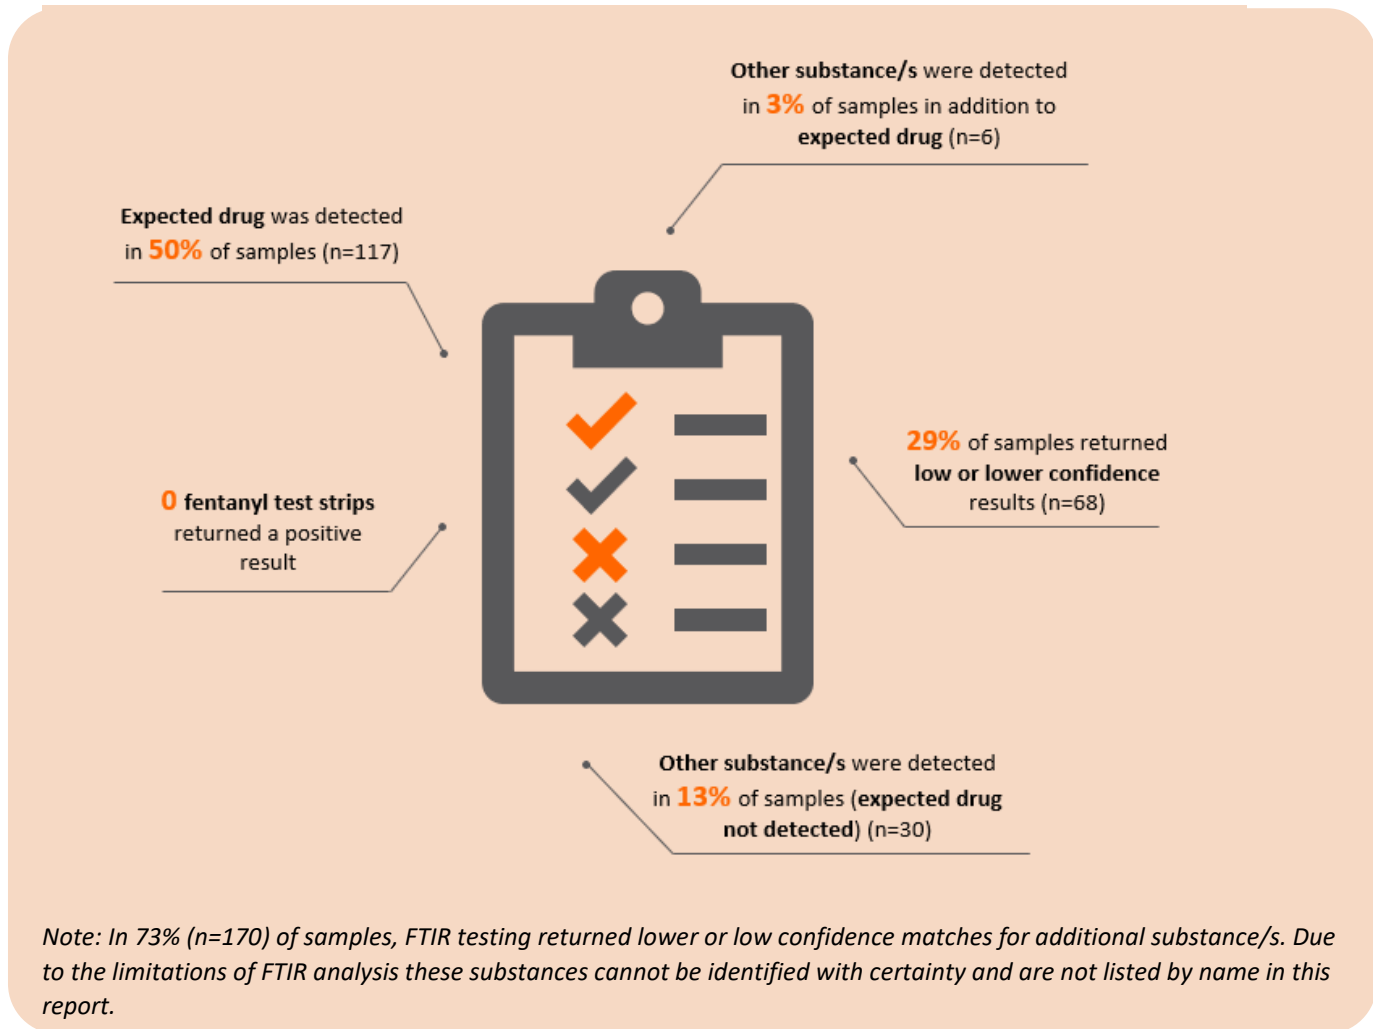 Other substance/s were detected
in 3% of samples in addition to
expected drug (n=6)
Expected drug was detected
in 50% of samples (n=117)
29% of samples returned
low or lower confidence
results (n=68)
0 fentanyl test strips
returned a positive
result
Other substance/s were detected
in 13% of samples (expected drug
not detected) (n=30)
Note: In 73% (n=170) of samples, FTIR testing returned lower or low confidence matches for additional substance/s. Due
to the limitations of FTIR analysis these substances cannot be identified with certainty and are not listed by name in this
report.